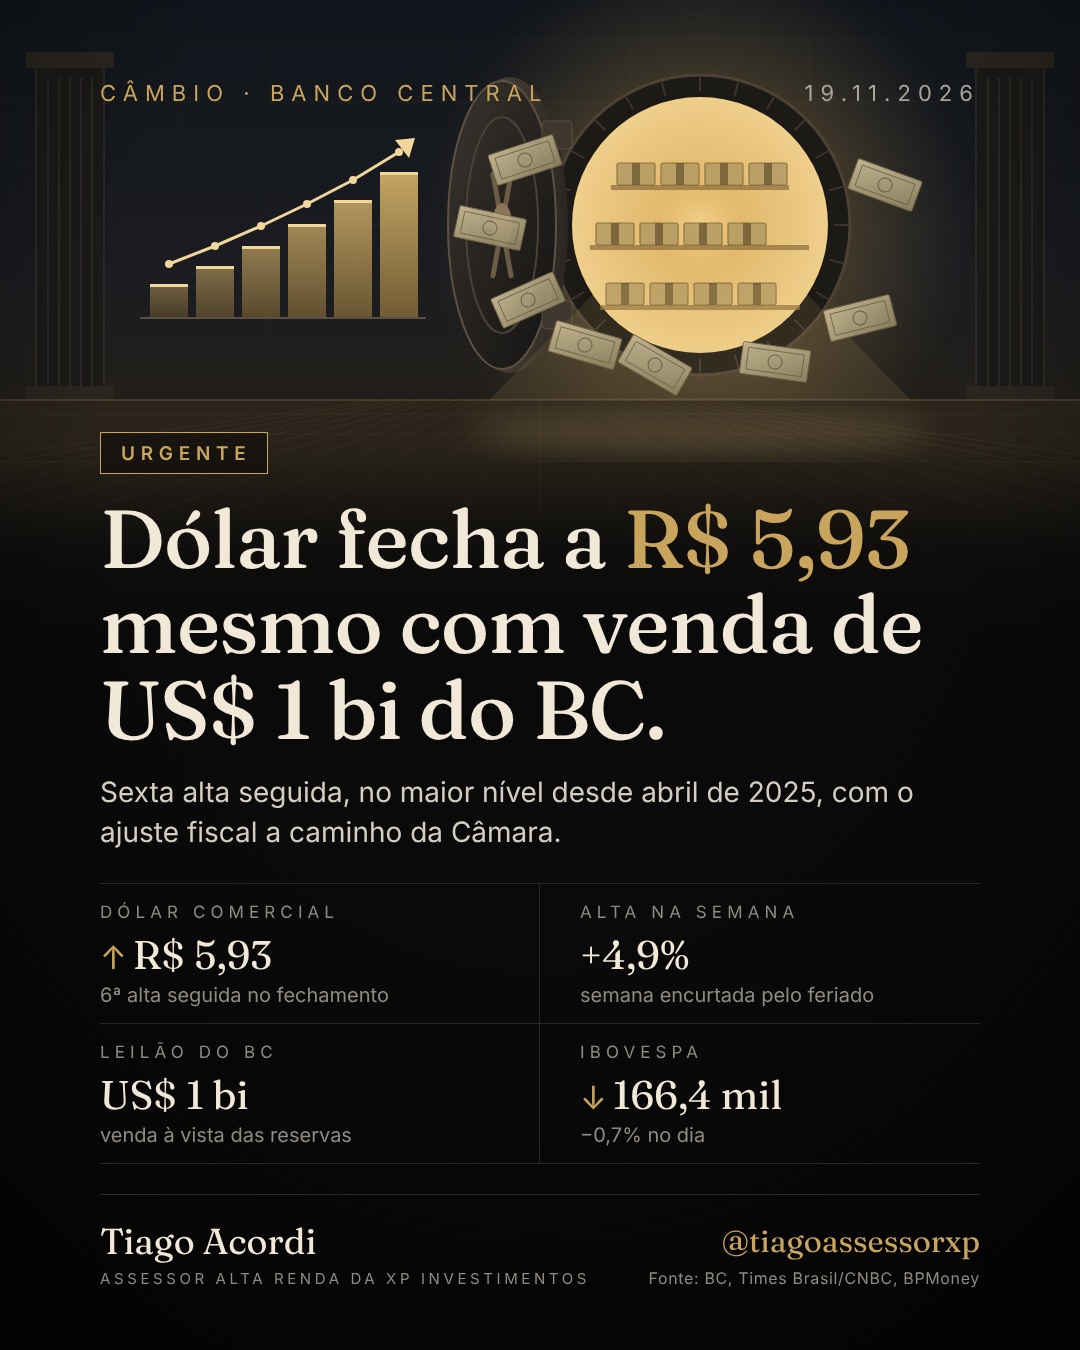 CÂMBIO · BANCO CENTRAL
19.11.2026
URGENTE
Dólar fecha a R$ 5,93
mesmo com venda de
US$ 1 bi do BC.
Sexta alta seguida, no maior nível desde abril de 2025, com o
ajuste fiscal a caminho da Câmara.
DÓLAR COMERCIAL
↑ R$ 5,93
6ª alta seguida no fechamento
ALTA NA SEMANA
+4,9%
semana encurtada pelo feriado
LEILÃO DO BC
US$ 1 bi
venda à vista das reservas
IBOVESPA
↓ 166,4 mil
−0,7% no dia
Tiago Acordi
ASSESSOR ALTA RENDA DA XP INVESTIMENTOS
@tiagoassessorxp
Fonte: BC, Times Brasil/CNBC, BPMoney